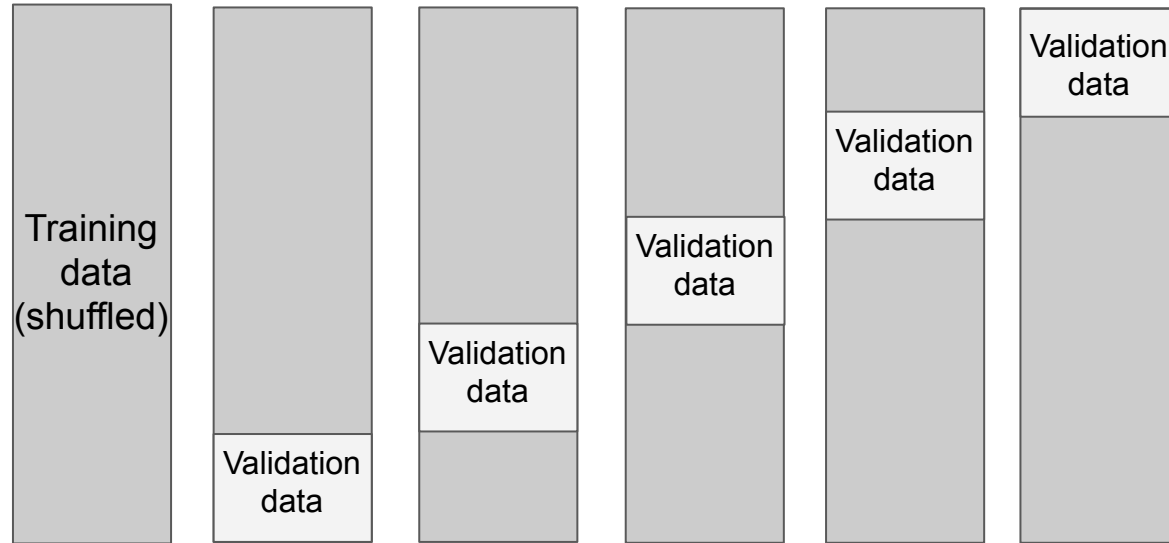 Training
data
(shuffled)
Validation
data
Validation
data
Validation
data
Validation
data
Validation
data